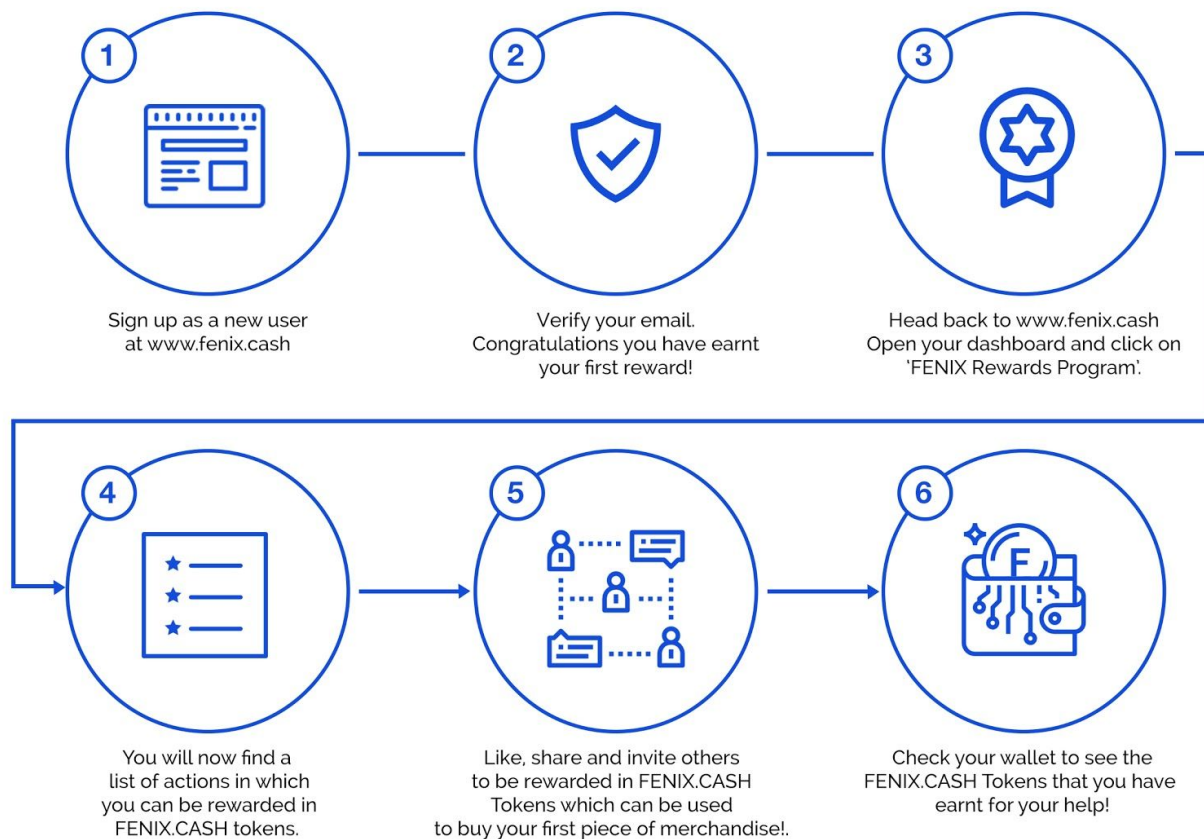 1
Sign up as a new user
at www.fenix.cash
2
Verify your email.
Congratulations you have earnt
your first reward!
3
Head back to www.fenix.cash
Open your dashboard and click on
‘FENIX Rewards Program’.
4
You will now find a
list of actions in which
you can be rewarded in
FENIX.CASH tokens.
5
Like, share and invite others
to be rewarded in FENIX.CASH
Tokens which can be used
to buy your first piece of merchandise!.
6
F
Check your wallet to see the
FENIX.CASH Tokens that you have
earnt for your help!